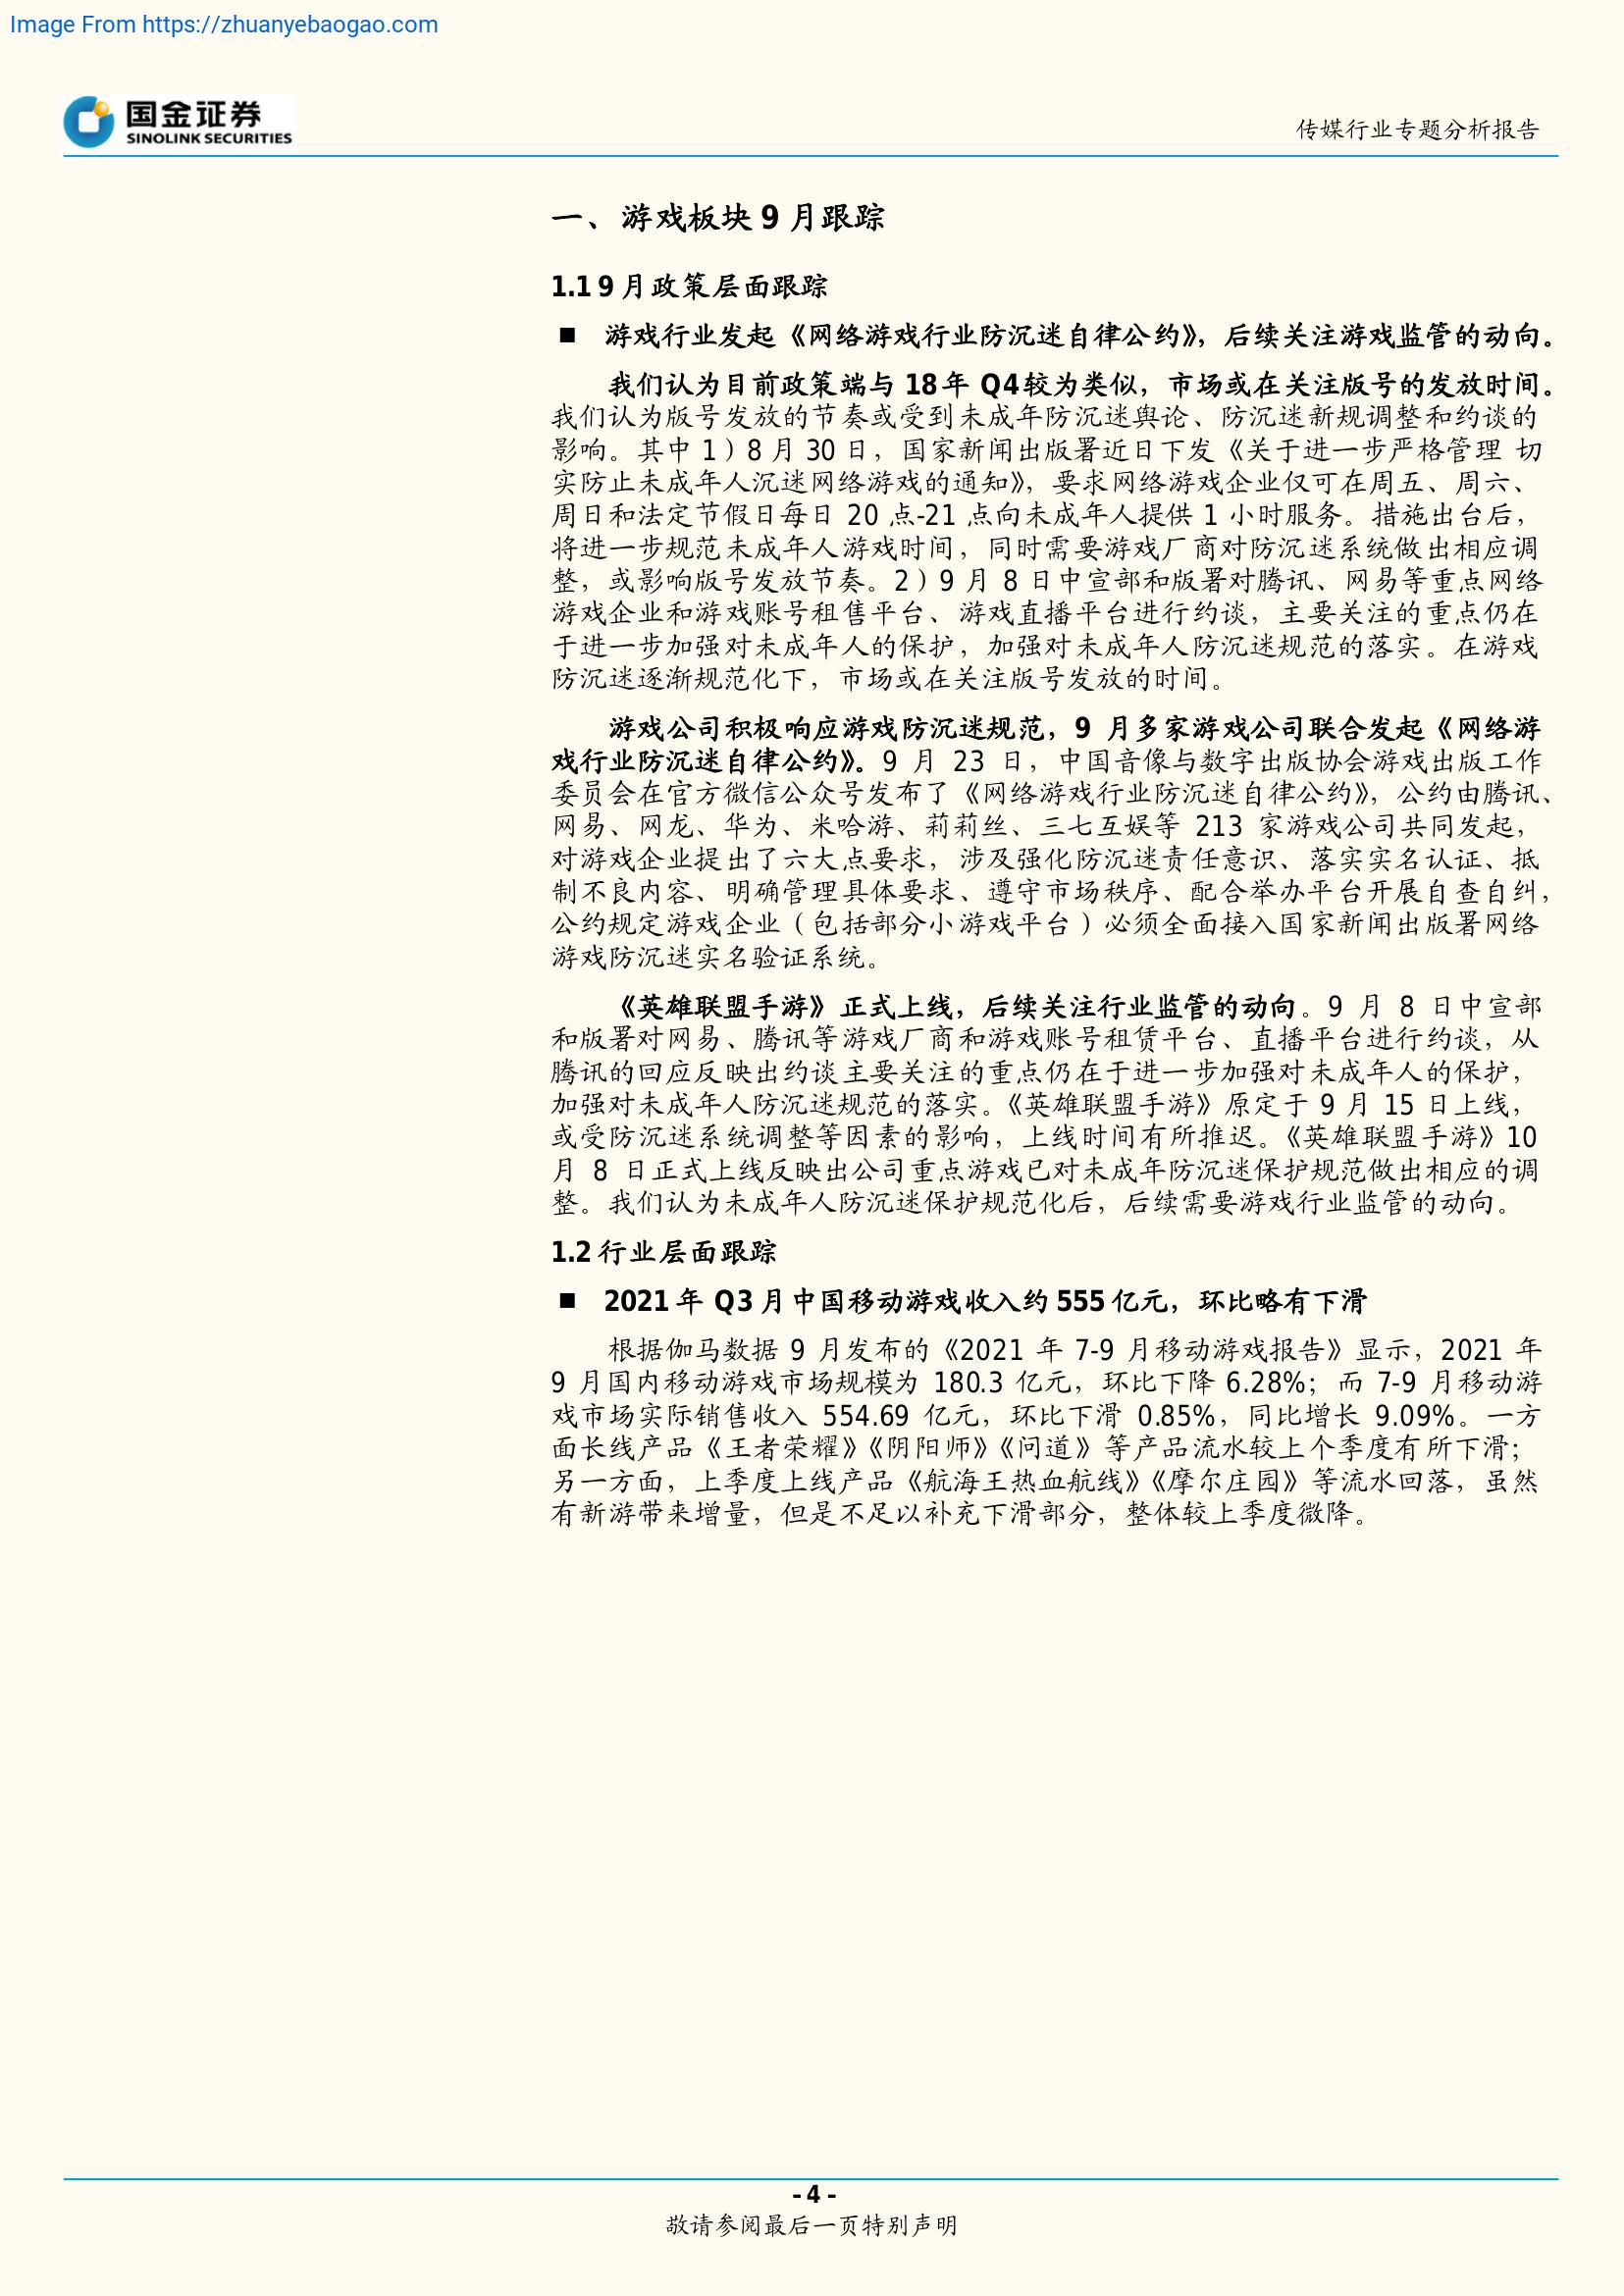 Image From https://zhuanyebaogao.com
国金证券
SINOLINK SECURITIES
传媒行业专题分析报告
一、游戏板块 9 月跟踪
1.1 9 月政策层面跟踪
■ 游戏行业发起《网络游戏行业防沉迷自律公约》，后续关注游戏监管的动向。
我们认为目前政策端与 18 年 Q4 较为类似，市场或在关注版号的发放时间。
我们认为版号发放的节奏或受到未成年防沉迷舆论、防沉迷新规调整和约谈的
影响。其中 1）8 月 30 日，国家新闻出版署近日下发《关于进一步严格管理 切
实防止未成年人沉迷网络游戏的通知》，要求网络游戏企业仅可在周五、周六、
周日和法定节假日每日 20 点-21 点向未成年人提供 1 小时服务。措施出台后，
将进一步规范未成年人游戏时间，同时需要游戏厂商对防沉迷系统做出相应调
整，或影响版号发放节奏。2）9 月 8 日中宣部和版署对腾讯、网易等重点网络
游戏企业和游戏账号租售平台、游戏直播平台进行约谈，主要关注的重点仍在
于进一步加强对未成年人的保护，加强对未成年人防沉迷规范的落实。在游戏
防沉迷逐渐规范化下，市场或在关注版号发放的时间。
游戏公司积极响应游戏防沉迷规范，9 月多家游戏公司联合发起《网络游
戏行业防沉迷自律公约》。9 月 23 日，中国音像与数字出版协会游戏出版工作
委员会在官方微信公众号发布了《网络游戏行业防沉迷自律公约》，公约由腾讯、
网易、网龙、华为、米哈游、莉莉丝、三七互娱等 213 家游戏公司共同发起，
对游戏企业提出了六大点要求，涉及强化防沉迷责任意识、落实实名认证、抵
制不良内容、明确管理具体要求、遵守市场秩序、配合举办平台开展自查自纠，
公约规定游戏企业（包括部分小游戏平台）必须全面接入国家新闻出版署网络
游戏防沉迷实名验证系统。
《英雄联盟手游》正式上线，后续关注行业监管的动向。9 月 8 日中宣部
和版署对网易、腾讯等游戏厂商和游戏账号租赁平台、直播平台进行约谈，从
腾讯的回应反映出约谈主要关注的重点仍在于进一步加强对未成年人的保护，
加强对未成年人防沉迷规范的落实。《英雄联盟手游》原定于 9 月 15 日上线，
或受防沉迷系统调整等因素的影响，上线时间有所推迟。《英雄联盟手游》10
月 8 日正式上线反映出公司重点游戏已对未成年防沉迷保护规范做出相应的调
整。我们认为未成年人防沉迷保护规范化后，后续需要游戏行业监管的动向。
1.2 行业层面跟踪
■ 2021 年 Q3 月中国移动游戏收入约 555 亿元，环比略有下滑
根据伽马数据 9 月发布的《2021 年 7-9 月移动游戏报告》显示，2021 年
9 月国内移动游戏市场规模为 180.3 亿元，环比下降 6.28%；而 7-9 月移动游
戏市场实际销售收入 554.69 亿元，环比下滑 0.85%，同比增长 9.09%。一方
面长线产品《王者荣耀》《阴阳师》《问道》等产品流水较上个季度有所下滑；
另一方面，上季度上线产品《航海王热血航线》《摩尔庄园》等流水回落，虽然
有新游带来增量，但是不足以补充下滑部分，整体较上季度微降。
- 4 -
敬请参阅最后一页特别声明